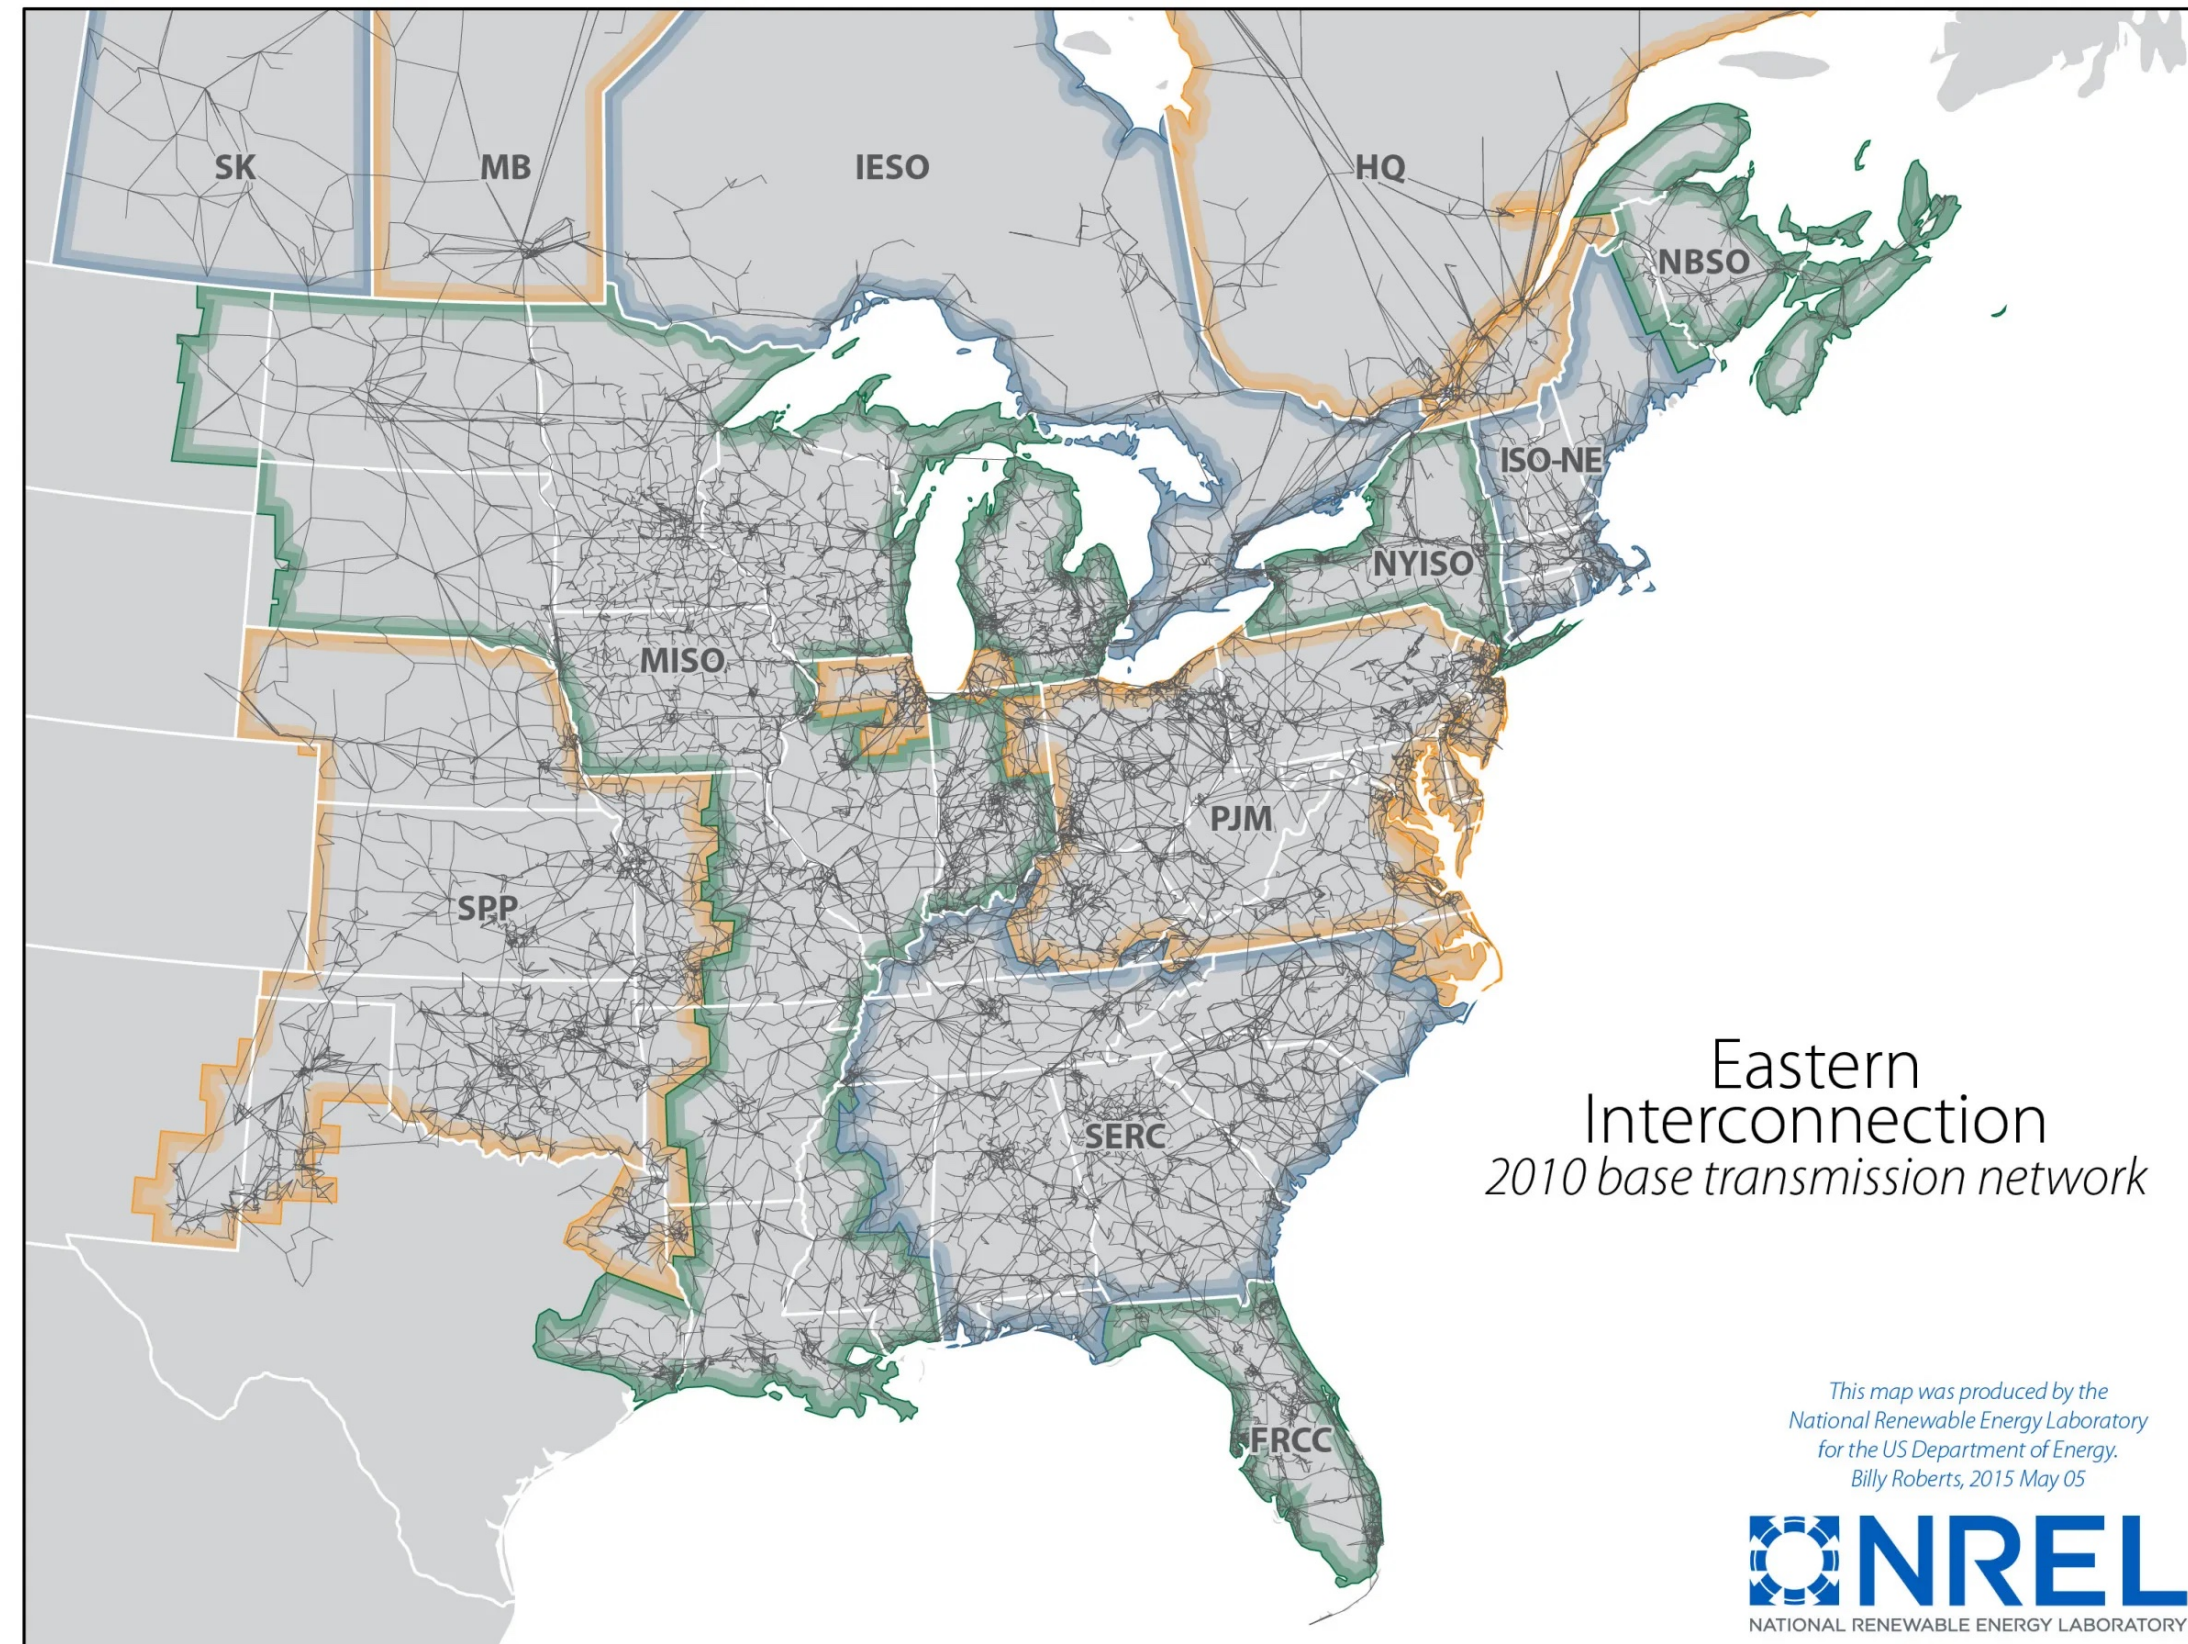 SK
MB
IESO
HQ
NBSO
ISO-NE
NYISO
MISO
PJM
SPP
SERC
FRCC
Eastern
Interconnection
2010 base transmission network
This map was produced by the
National Renewable Energy Laboratory
for the US Department of Energy.
Billy Roberts, 2015 May 05
NREL
NATIONAL RENEWABLE ENERGY LABORATORY